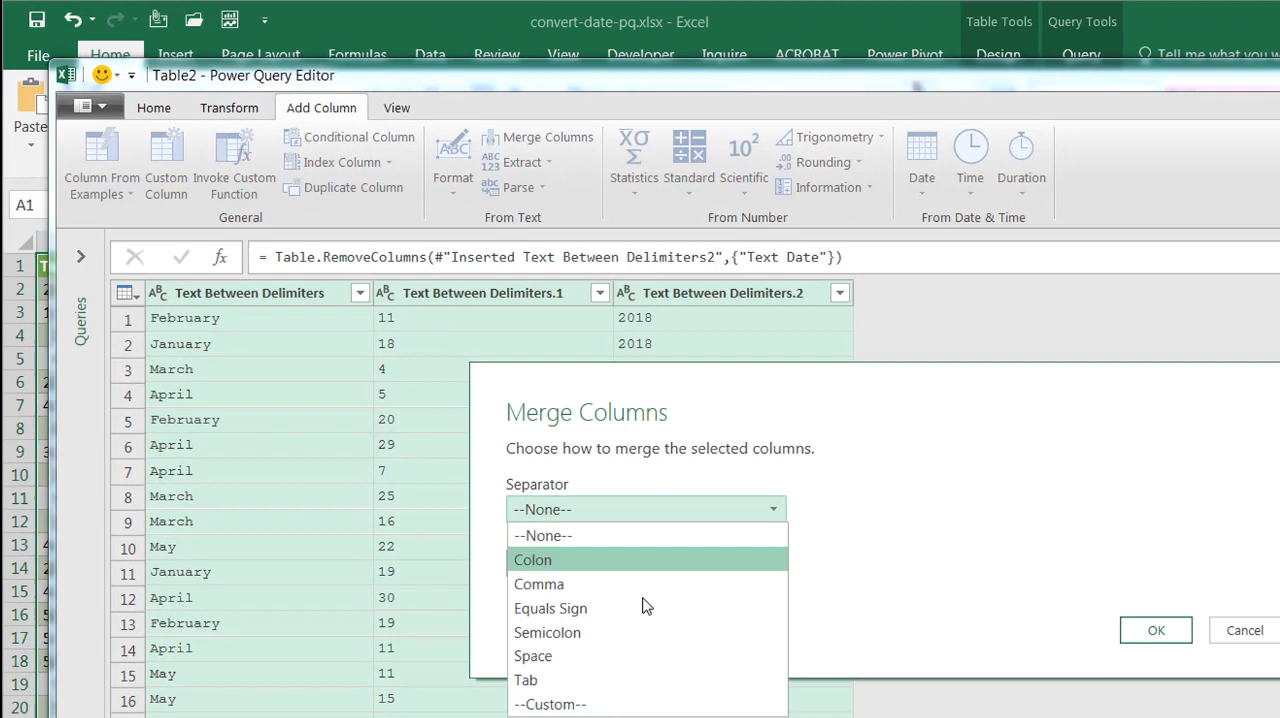 convert-date-pq.xlsx - Excel
Table Tools
Query Tools
File
Home
Insert
Page Layout
Formulas
Data
Review
View
Developer
Inquire
ACROBAT
Power Pivot
Design
Query
Tell me what you
Table2 - Power Query Editor
Paste
Home
Transform
Add Column
View
Column From
Examples
Custom
Column
Invoke Custom
Function
Conditional Column
Index Column
Duplicate Column
General
Format
Merge Columns
Extract
Parse
From Text
Statistics
Standard
Scientific
Trigonometry
Rounding
Information
From Number
Date
Time
Duration
From Date & Time
A1
= Table.RemoveColumns(#"Inserted Text Between Delimiters2",{"Text Date"})
Queries
Text Between Delimiters
Text Between Delimiters.1
Text Between Delimiters.2
1 February 11 2018
2 January 18 2018
3 March 4
4 April 5
5 February 20
6 April 29
7 April 7
8 March 25
9 March 16
10 May 22
11 January 19
12 April 30
13 February 19
14 April 11
15 May 11
16 May 15
Merge Columns
Choose how to merge the selected columns.
Separator
--None--
--None--
Colon
Comma
Equals Sign
Semicolon
Space
Tab
--Custom--
OK
Cancel